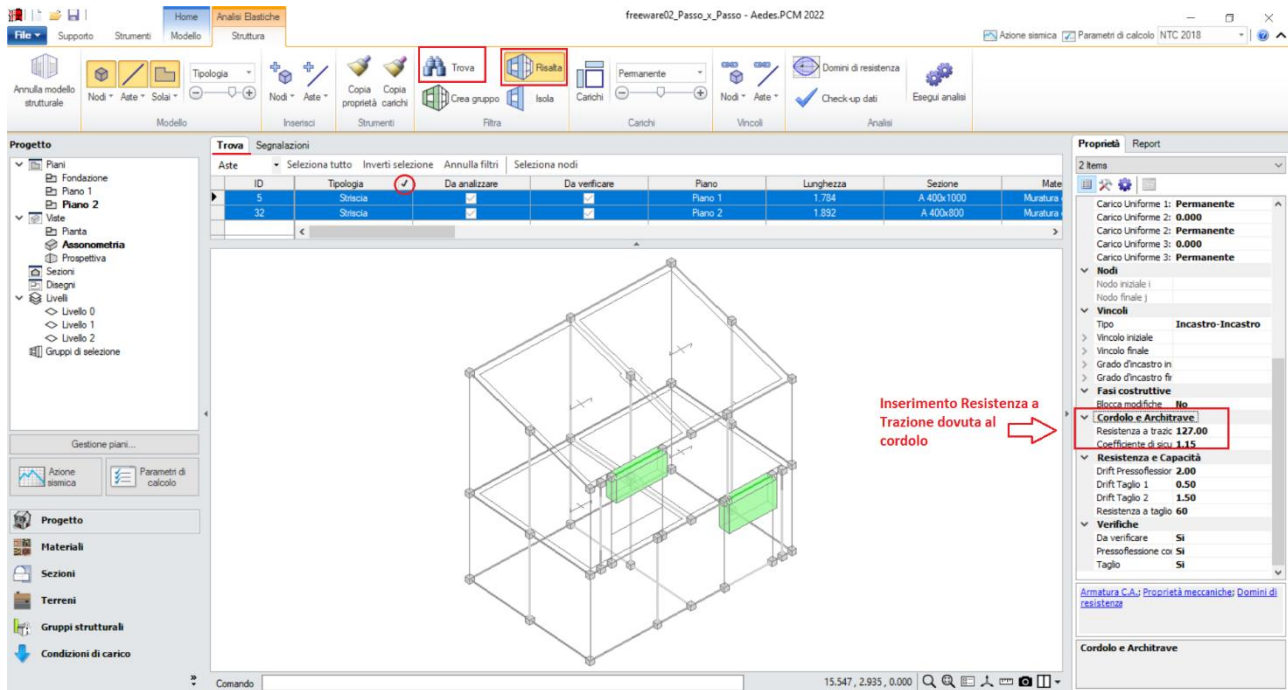 freeware02_Passo_x_Passo - Aedes.PCM 2022
Home Analisi Elastiche
File Supporto Strumenti Modello Struttura
Azione sismica Parametri di calcolo NTC 2018
Annulla modello strutturale
Nodi Aste Solai
Tipologia
Modello
Nodi Aste
Inserisci
Copia proprietà Copia carichi
Strumenti
Trova
Crea gruppo
Risalta
Isola
Filtra
Carichi
Permanente
Carichi
Nodi Aste
Vincoli
Domini di resistenza
Check-up dati
Esegui analisi
Analisi
Progetto
Piani
Fondazione
Piano 1
Piano 2
Viste
Pianta
Assonometria
Prospettiva
Sezioni
Disegni
Livelli
Livello 0
Livello 1
Livello 2
Gruppi di selezione
Gestione piani...
Azione sismica
Parametri di calcolo
Progetto
Materiali
Sezioni
Terreni
Gruppi strutturali
Condizioni di carico
Trova Segnalazioni
Aste Seleziona tutto Inverti selezione Annulla filtri Seleziona nodi
ID Tipologia Da analizzare Da verificare Piano Lunghezza Sezione Mate
5 Striscia Piano 1 1.784 A 400x1000 Muratura
32 Striscia Piano 2 1.892 A 400x800 Muratura
Inserimento Resistenza a
Trazione dovuta al
cordolo
Comando
15.547 , 2.935 , 0.000
Proprietà Report
2 Items
Carico Uniforme 1: Permanente
Carico Uniforme 2: 0.000
Carico Uniforme 2: Permanente
Carico Uniforme 3: 0.000
Carico Uniforme 3: Permanente
Nodi
Nodo iniziale i
Nodo finale j
Vincoli
Tipo Incastro-Incastro
Vincolo iniziale
Vincolo finale
Grado d'incastro in
Grado d'incastro fir
Fasi costruttive
Blocca modifiche No
Cordolo e Architrave
Resistenza a trazic 127.00
Coefficiente di sicu 1.15
Resistenza e Capacità
Drift Pressoflession 2.00
Drift Taglio 1 0.50
Drift Taglio 2 1.50
Resistenza a taglio 60
Verifiche
Da verificare Sì
Pressoflessione coi Sì
Taglio Sì
Armatura C.A.; Proprietà meccaniche; Domini di
resistenza
Cordolo e Architrave